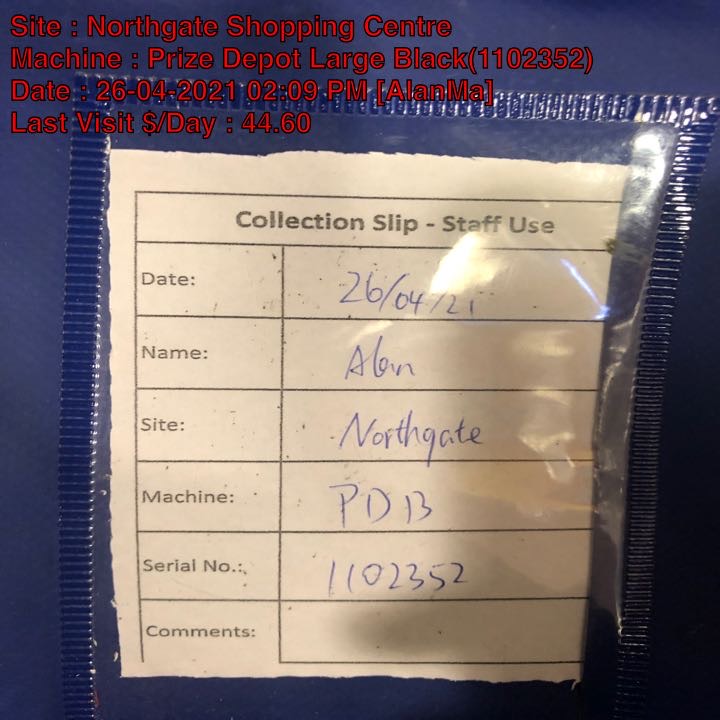 Site : Northgate Shopping Centre
Machine : Prize Depot Large Black(1102352)
Date : 26-04-2021 02:09 PM [AlanMa]
Last Visit $/Day : 44.60
Collection Slip - Staff Use
Date: 26/04/21
Name: Alan
Site: Northgate
Machine: PDB
Serial No.: 1102352
Comments: